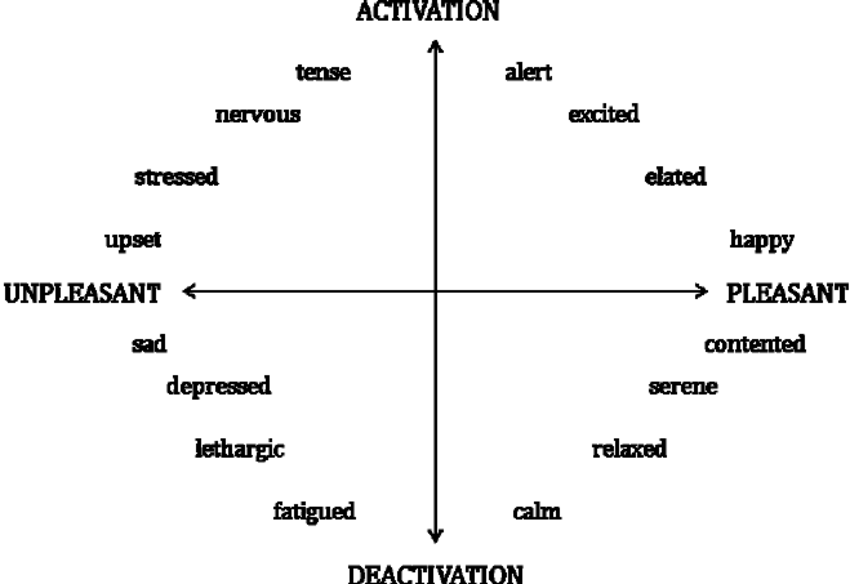 ACTIVATION
tense alert
nervous excited
stressed elated
upset happy
UNPLEASANT PLEASANT
sad contented
depressed serene
lethargic relaxed
fatigued calm
DEACTIVATION